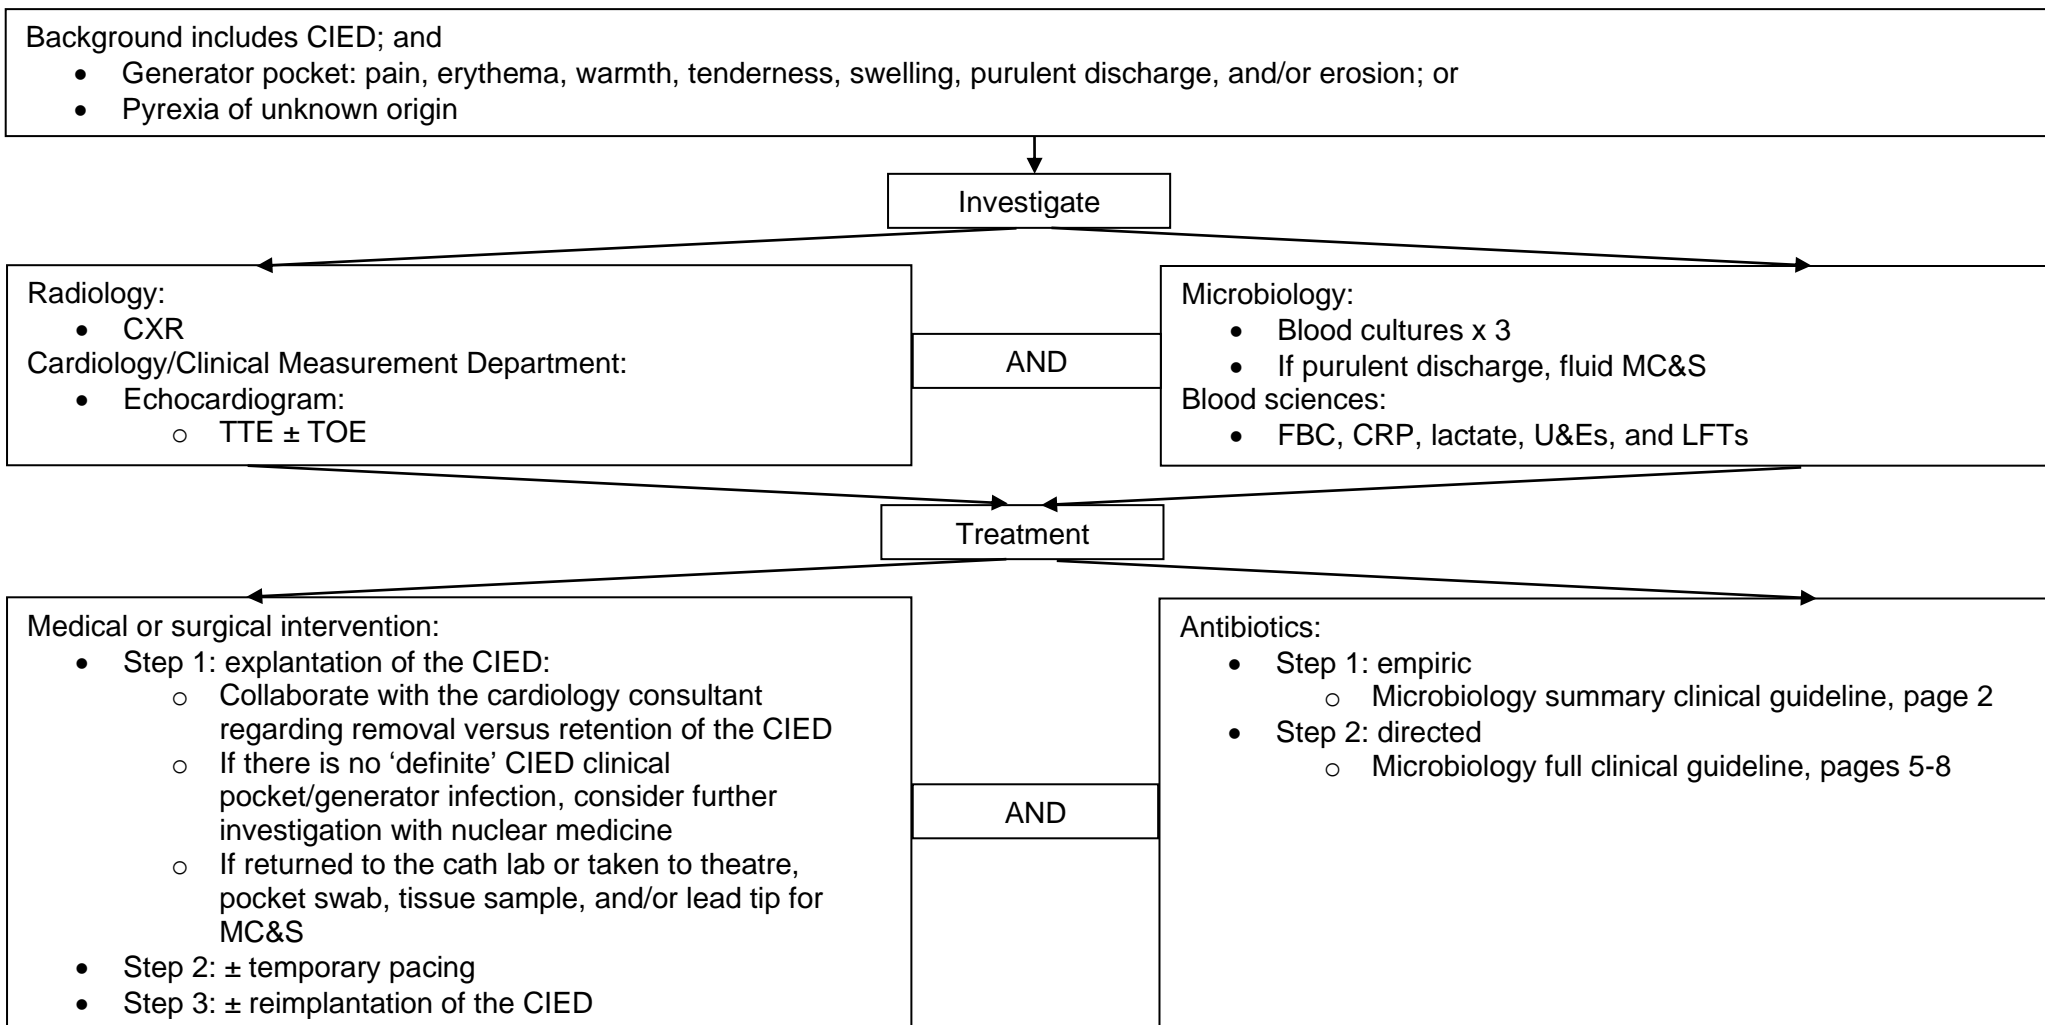 Background includes CIED; and
• Generator pocket: pain, erythema, warmth, tenderness, swelling, purulent discharge, and/or erosion; or
• Pyrexia of unknown origin
Investigate
Radiology:
• CXR
Cardiology/Clinical Measurement Department:
• Echocardiogram:
o TTE ± TOE
AND
Microbiology:
• Blood cultures x 3
• If purulent discharge, fluid MC&S
Blood sciences:
• FBC, CRP, lactate, U&Es, and LFTs
Treatment
Medical or surgical intervention:
• Step 1: explantation of the CIED:
o Collaborate with the cardiology consultant
regarding removal versus retention of the CIED
o If there is no ‘definite’ CIED clinical
pocket/generator infection, consider further
investigation with nuclear medicine
o If returned to the cath lab or taken to theatre,
pocket swab, tissue sample, and/or lead tip for
MC&S
• Step 2: ± temporary pacing
• Step 3: ± reimplantation of the CIED
AND
Antibiotics:
• Step 1: empiric
o Microbiology summary clinical guideline, page 2
• Step 2: directed
o Microbiology full clinical guideline, pages 5-8